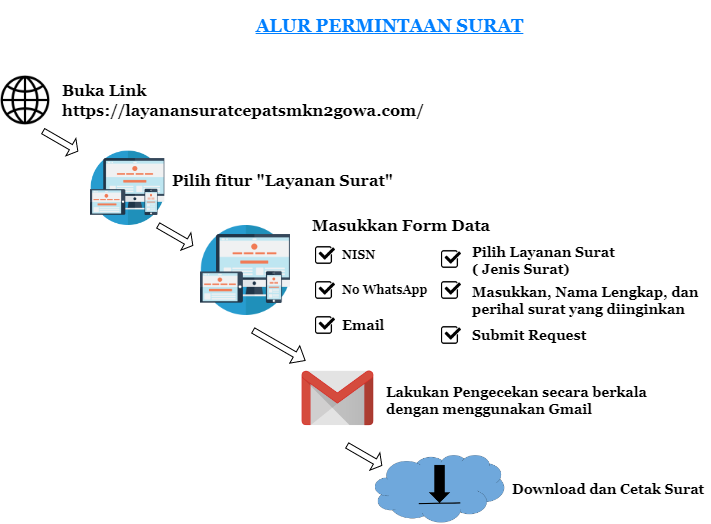 ALUR PERMINTAAN SURAT
Buka Link
https://layanansuratcepatsmkn2gowa.com/
Pilih fitur "Layanan Surat"
Masukkan Form Data
NISN
No WhatsApp
Email
Pilih Layanan Surat
( Jenis Surat)
Masukkan, Nama Lengkap, dan
perihal surat yang diinginkan
Submit Request
Lakukan Pengecekan secara berkala
dengan menggunakan Gmail
Download dan Cetak Surat